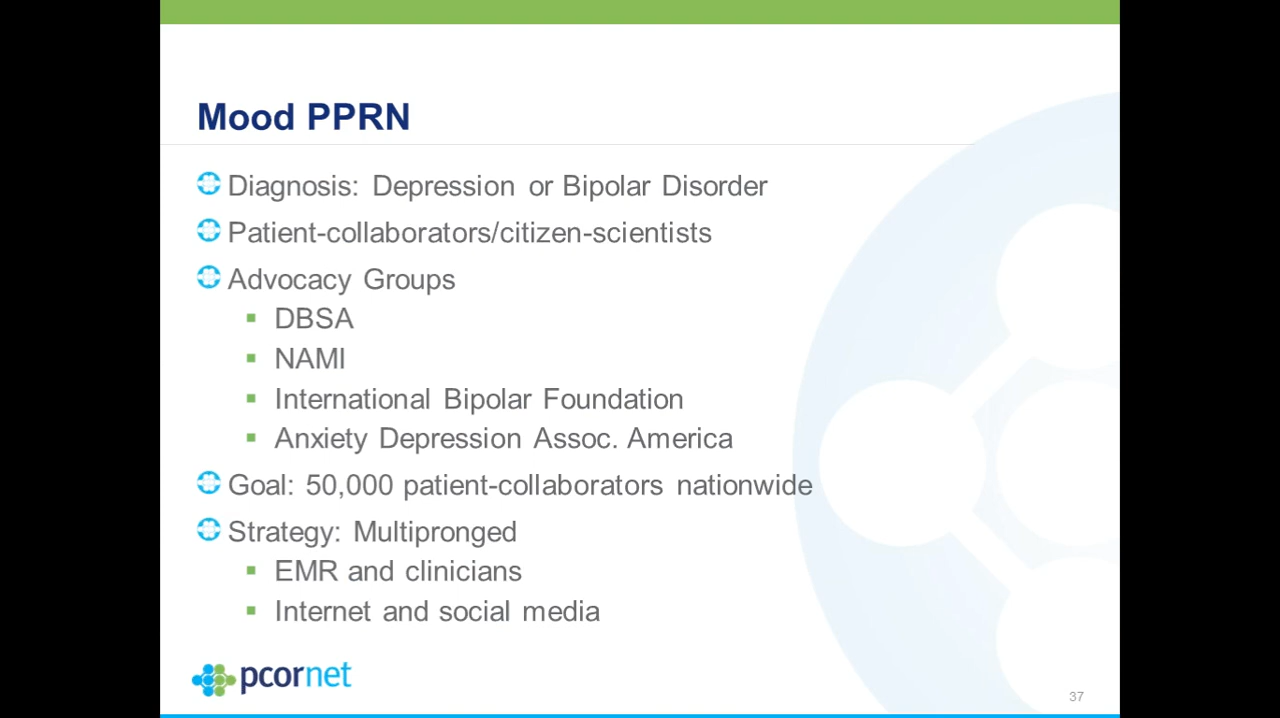 Mood PPRN
Diagnosis: Depression or Bipolar Disorder
Patient-collaborators/citizen-scientists
Advocacy Groups
DBSA
NAMI
International Bipolar Foundation
Anxiety Depression Assoc. America
Goal: 50,000 patient-collaborators nationwide
Strategy: Multipronged
EMR and clinicians
Internet and social media
pcornet
37